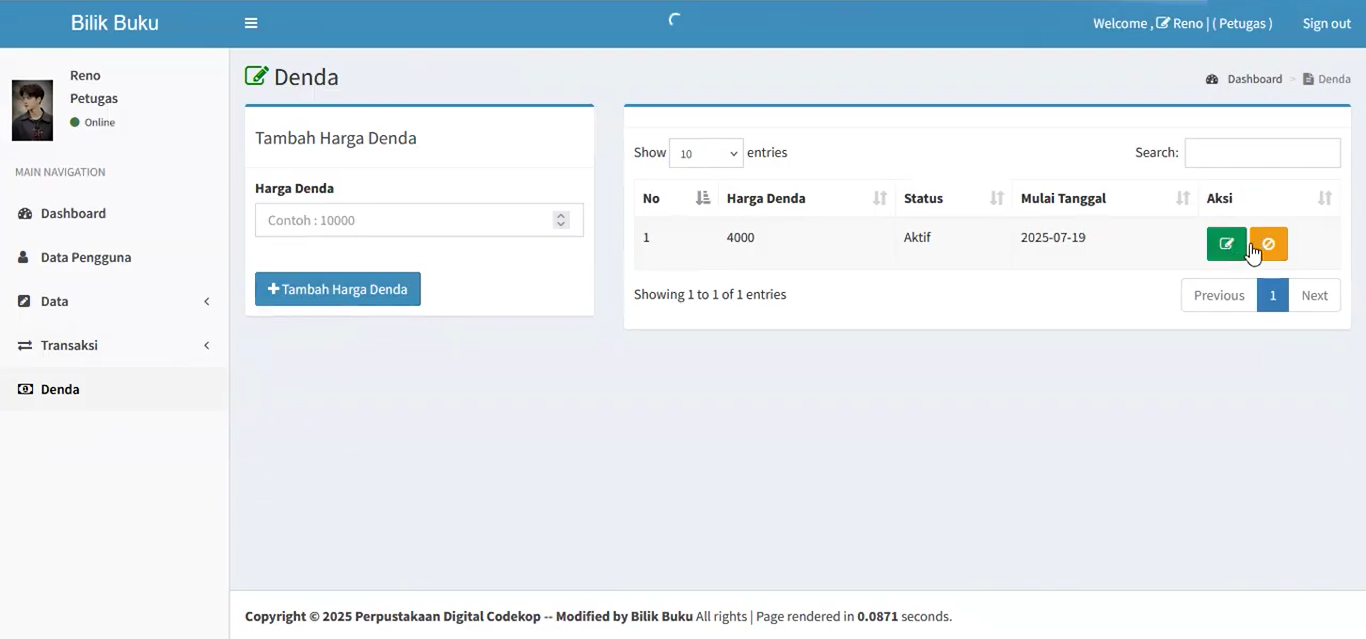 Bilik Buku
Welcome , Reno | ( Petugas )
Sign out
Reno
Petugas
Online
MAIN NAVIGATION
Dashboard
Data Pengguna
Data
Transaksi
Denda
Denda
Dashboard > Denda
Tambah Harga Denda
Harga Denda
Contoh : 10000
Tambah Harga Denda
Show 10 entries
Search:
No Harga Denda Status Mulai Tanggal Aksi
1 4000 Aktif 2025-07-19
Showing 1 to 1 of 1 entries
Previous 1 Next
Copyright © 2025 Perpustakaan Digital Codekop -- Modified by Bilik Buku All rights | Page rendered in 0.0871 seconds.